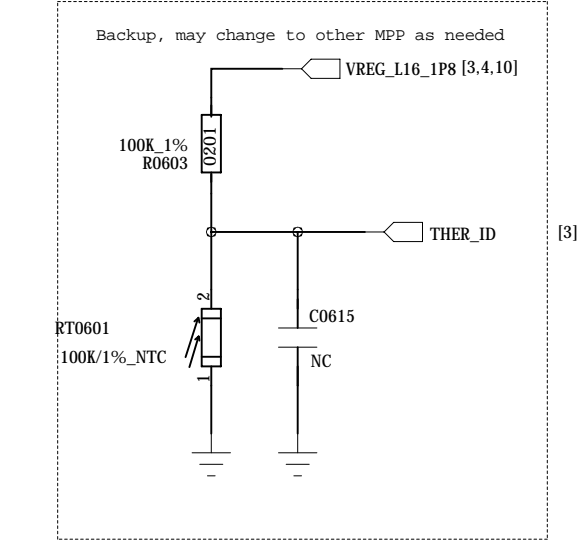 Backup, may change to other MPP as needed
VREG_L16_1P8 [3,4,10]
100K_1%
R0603
0201
THER_ID
[3]
2
RT0601
100K/1%_NTC
1
C0615
NC